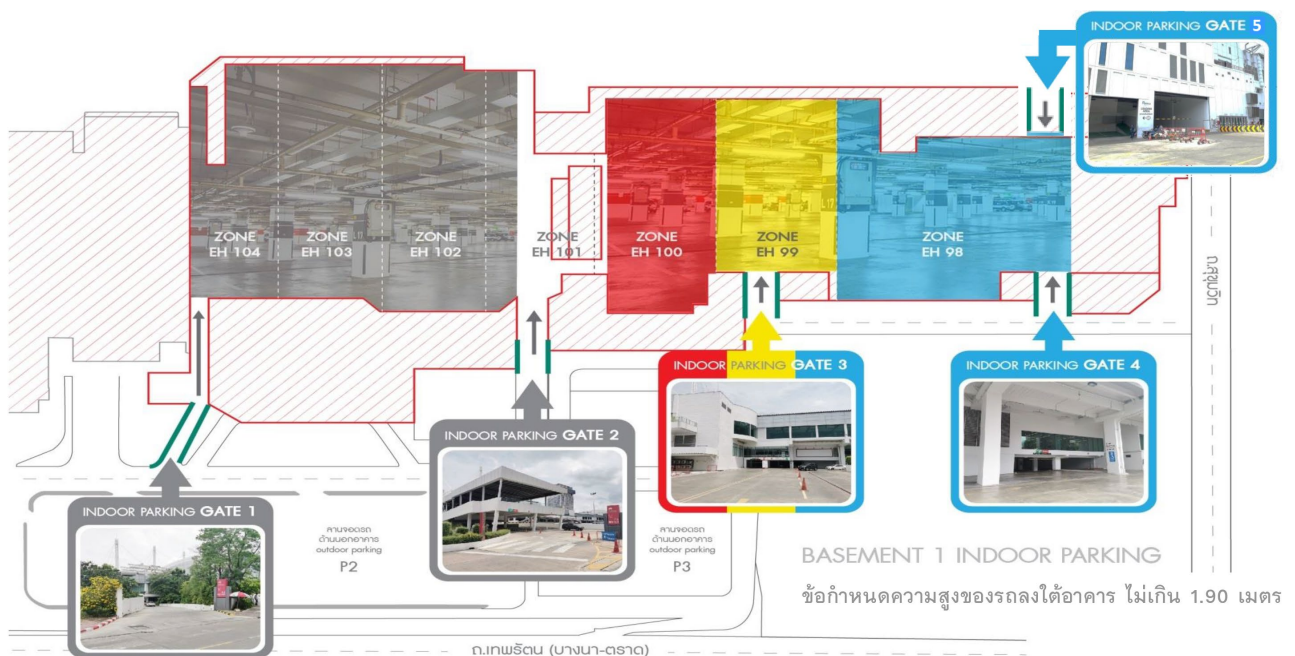 INDOOR PARKING GATE 5
ZONE
EH 104
ZONE
EH 103
ZONE
EH 102
ZONE
EH 101
ZONE
EH 100
ZONE
EH 99
ZONE
EH 98
ถ.สุขุมวิท
INDOOR PARKING GATE 3
INDOOR PARKING GATE 4
INDOOR PARKING GATE 2
INDOOR PARKING GATE 1
ลานจอดรถ
ด้านนอกอาคาร
outdoor parking
P2
ลานจอดรถ
ด้านนอกอาคาร
outdoor parking
P3
BASEMENT 1 INDOOR PARKING
ข้อกำหนดความสูงของรถลงใต้อาคาร ไม่เกิน 1.90 เมตร
ถ.เทพรัตน (บางนา-ตราด)